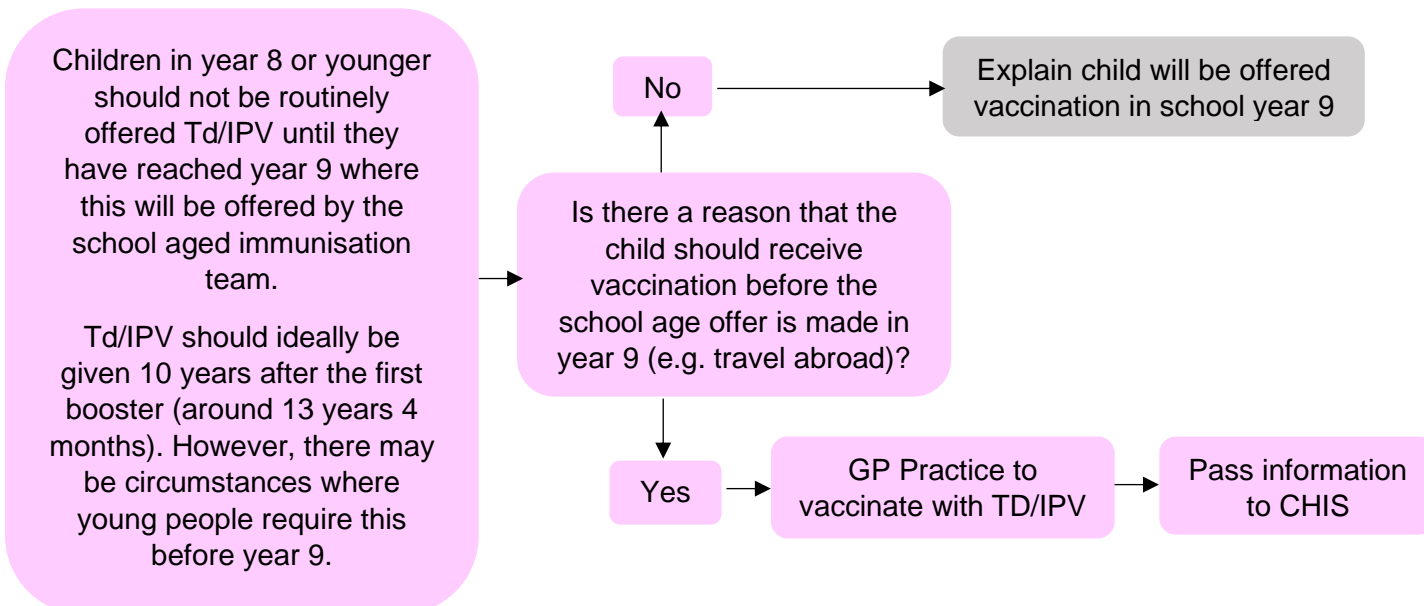 Children in year 8 or younger
should not be routinely
offered Td/IPV until they
have reached year 9 where
this will be offered by the
school aged immunisation
team.
Td/IPV should ideally be
given 10 years after the first
booster (around 13 years 4
months). However, there may
be circumstances where
young people require this
before year 9.
Is there a reason that the
child should receive
vaccination before the
school age offer is made in
year 9 (e.g. travel abroad)?
No
Explain child will be offered
vaccination in school year 9
Yes
GP Practice to
vaccinate with TD/IPV
Pass information
to CHIS